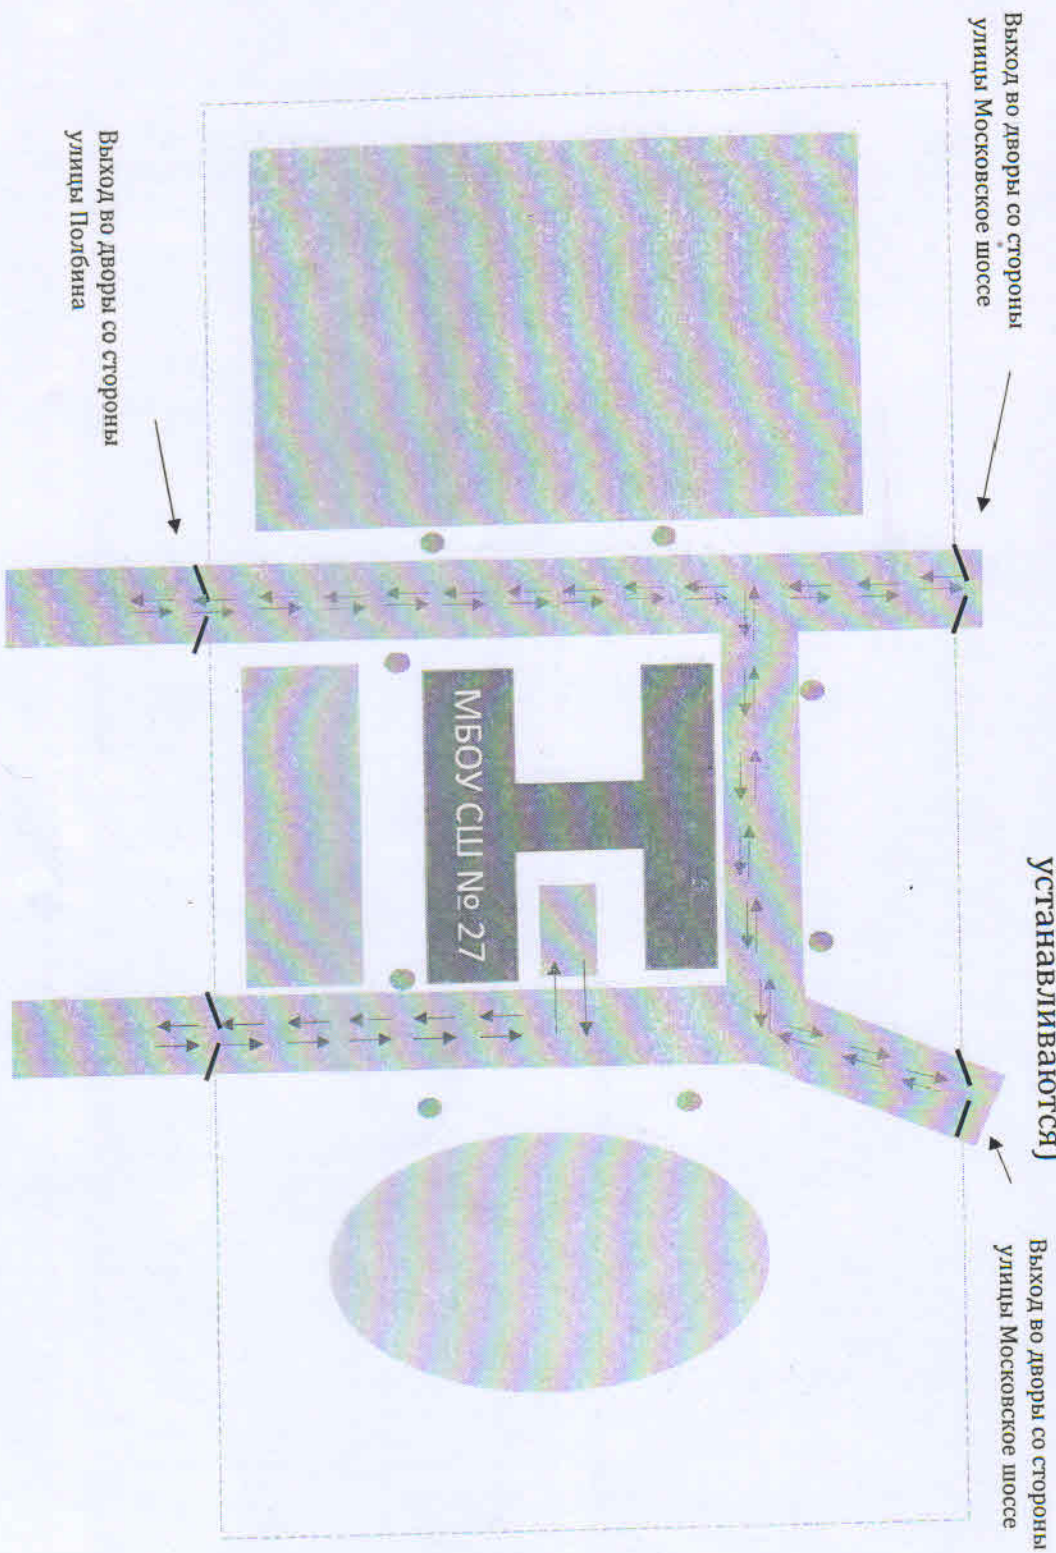 устанавливаются)
Выход во дворы со стороны
улицы Московское шоссе
Выход во дворы со стороны
улицы Московское шоссе
МБОУ СШ № 27
Выход во дворы со стороны
улицы Полбина